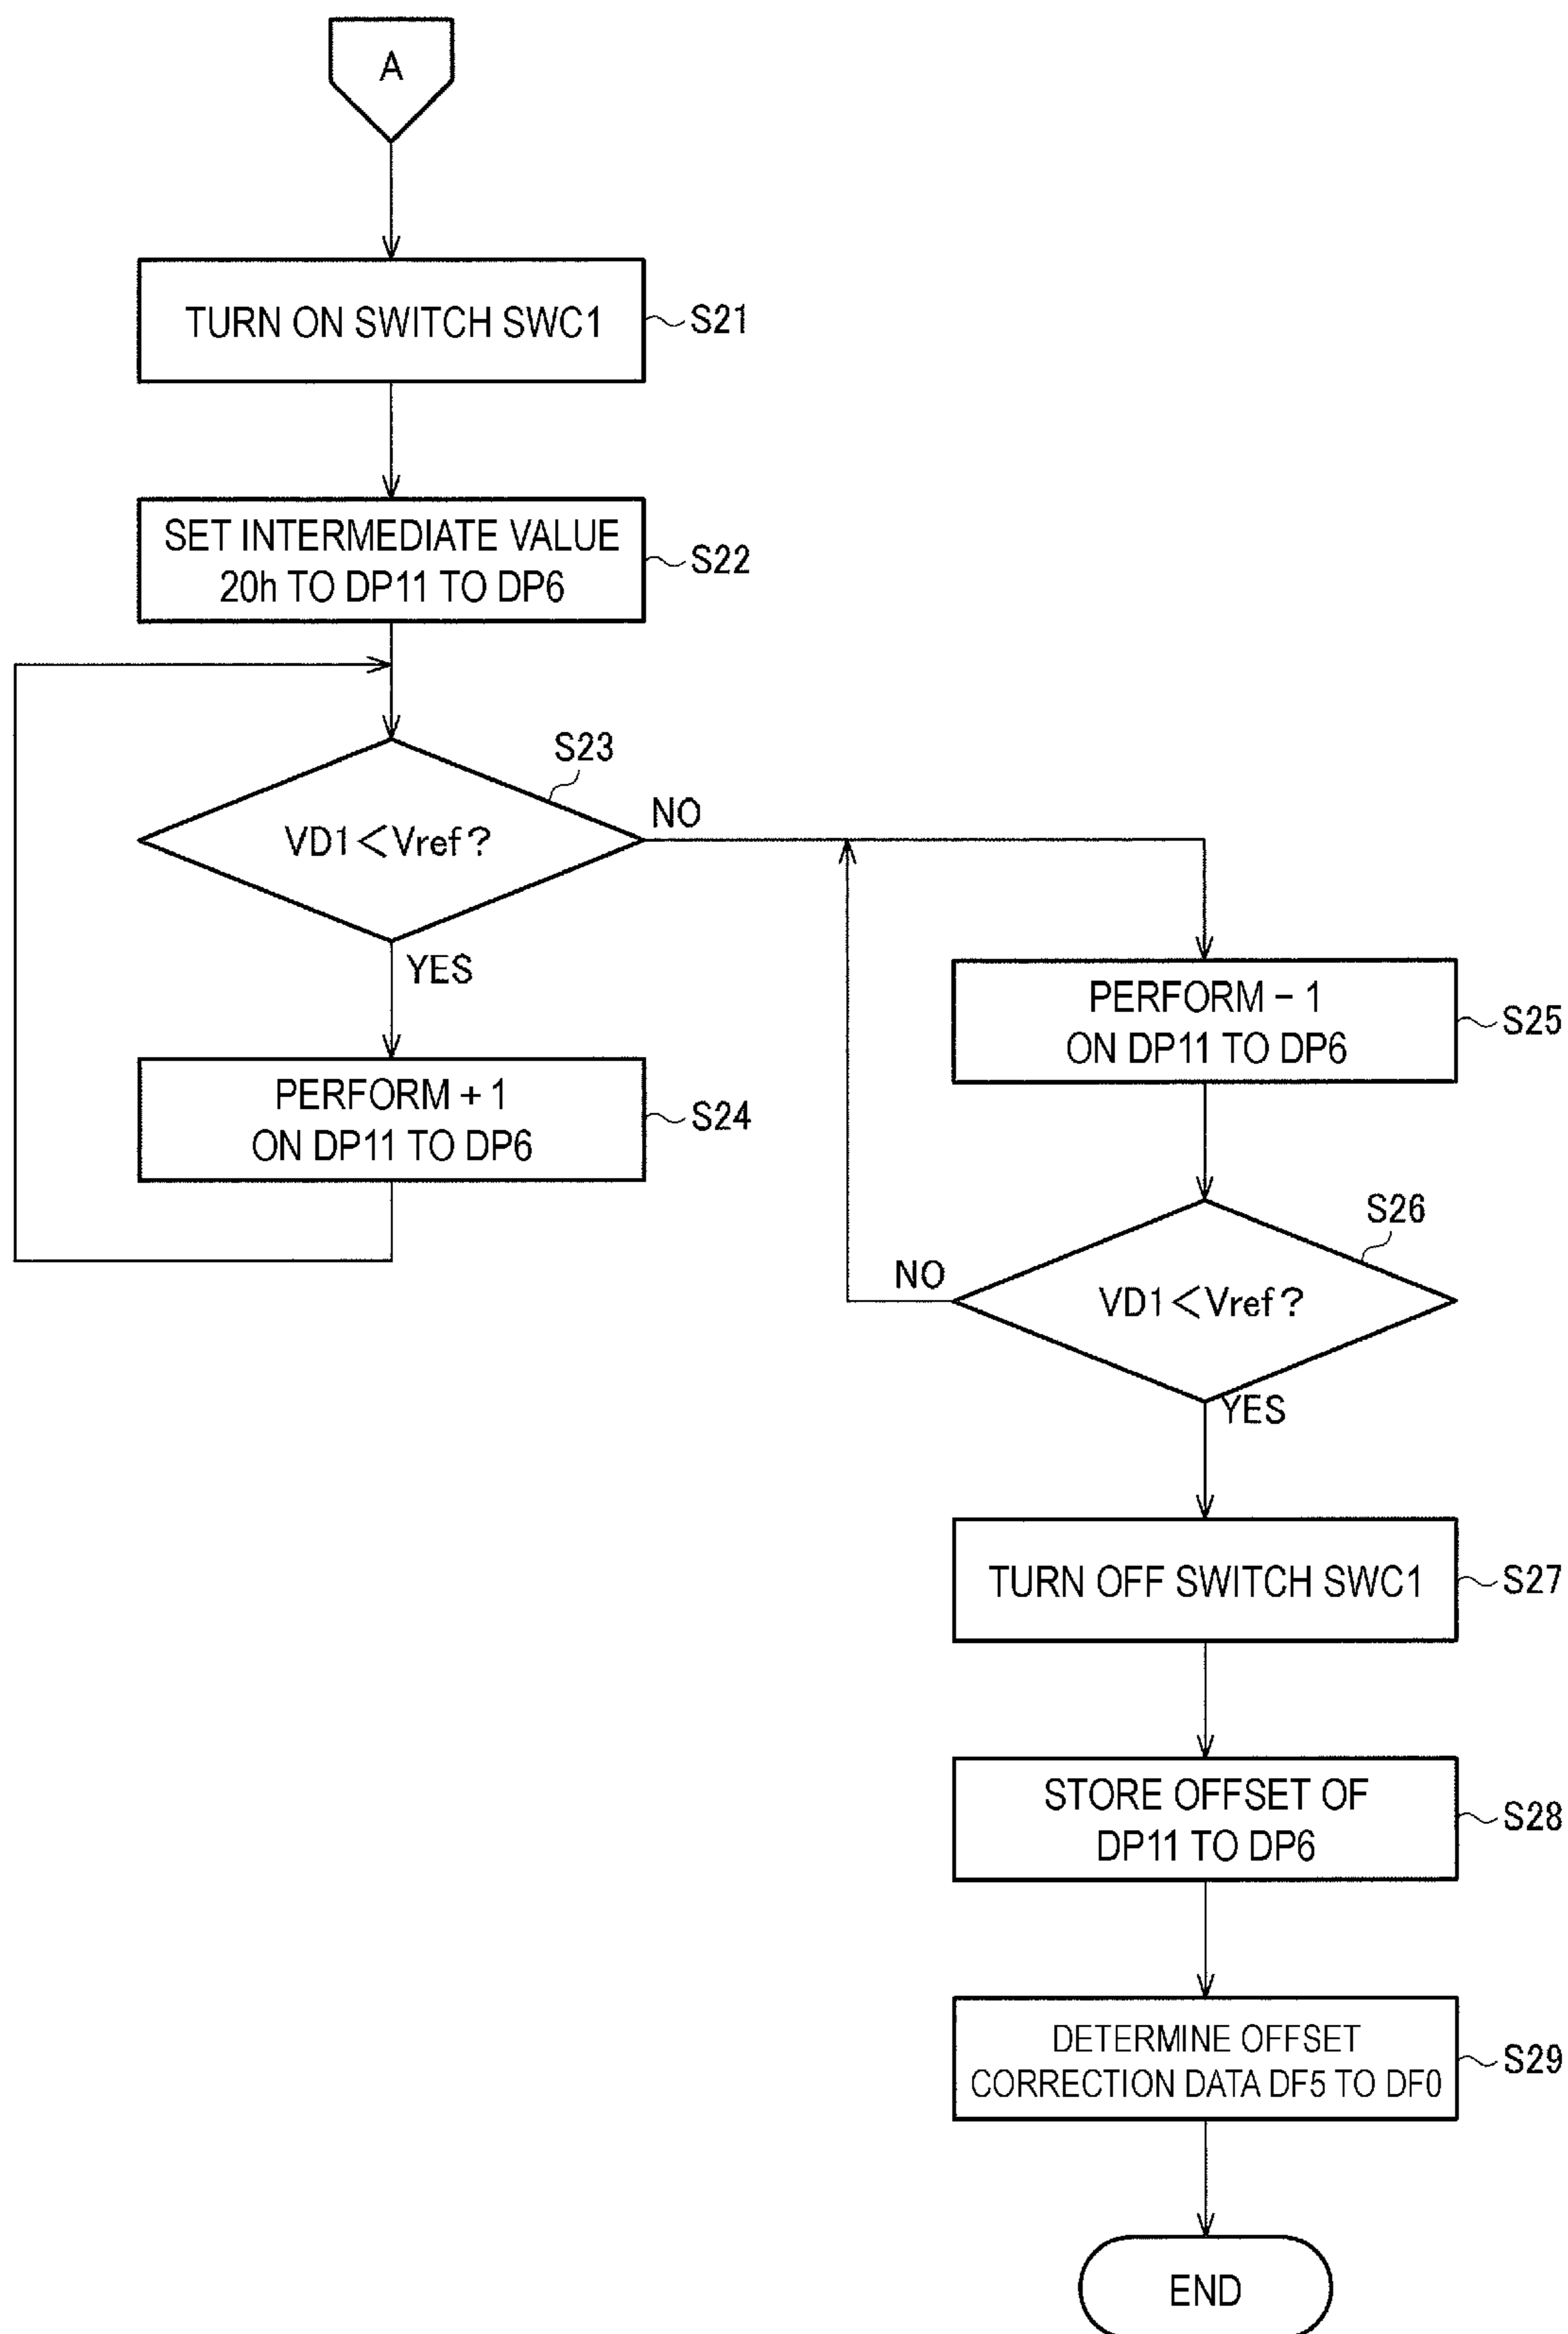 A
TURN ON SWITCH SWC1
S21
SET INTERMEDIATE VALUE
20h TO DP11 TO DP6
S22
S23
VD1<Vref?
NO
YES
PERFORM + 1
ON DP11 TO DP6
S24
PERFORM − 1
ON DP11 TO DP6
S25
S26
VD1<Vref?
NO
YES
TURN OFF SWITCH SWC1
S27
STORE OFFSET OF
DP11 TO DP6
S28
DETERMINE OFFSET
CORRECTION DATA DF5 TO DF0
S29
END